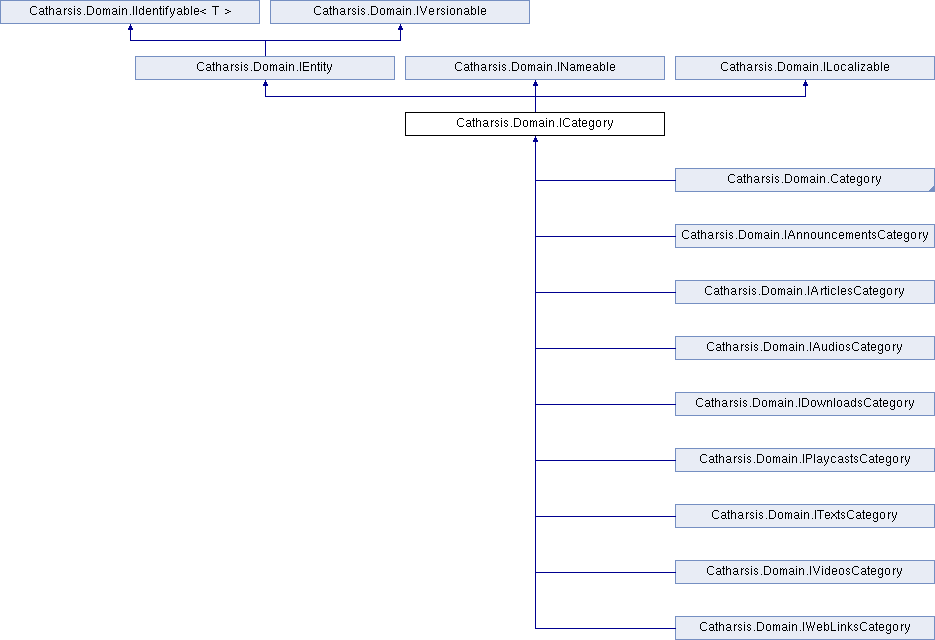 Catharsis.Domain.IIdentifyable< T >
Catharsis.Domain.IVersionable
Catharsis.Domain.IEntity
Catharsis.Domain.INameable
Catharsis.Domain.ILocalizable
Catharsis.Domain.ICategory
Catharsis.Domain.Category
Catharsis.Domain.IAnnouncementsCategory
Catharsis.Domain.IArticlesCategory
Catharsis.Domain.IAudiosCategory
Catharsis.Domain.IDownloadsCategory
Catharsis.Domain.IPlaycastsCategory
Catharsis.Domain.ITextsCategory
Catharsis.Domain.IVideosCategory
Catharsis.Domain.IWebLinksCategory